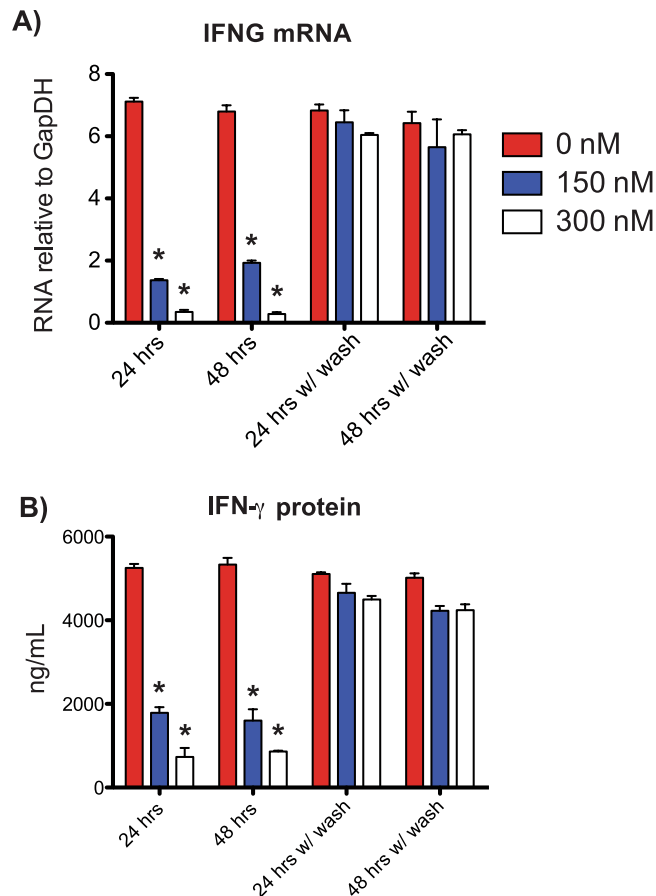 A)
IFNG mRNA
RNA relative to GapDH
8
6
4
2
0
* * * *
24 hrs
48 hrs
24 hrs w/ wash
48 hrs w/ wash
0 nM
150 nM
300 nM
B)
IFN-γ protein
ng/mL
6000
4000
2000
0
* * * *
24 hrs
48 hrs
24 hrs w/ wash
48 hrs w/ wash